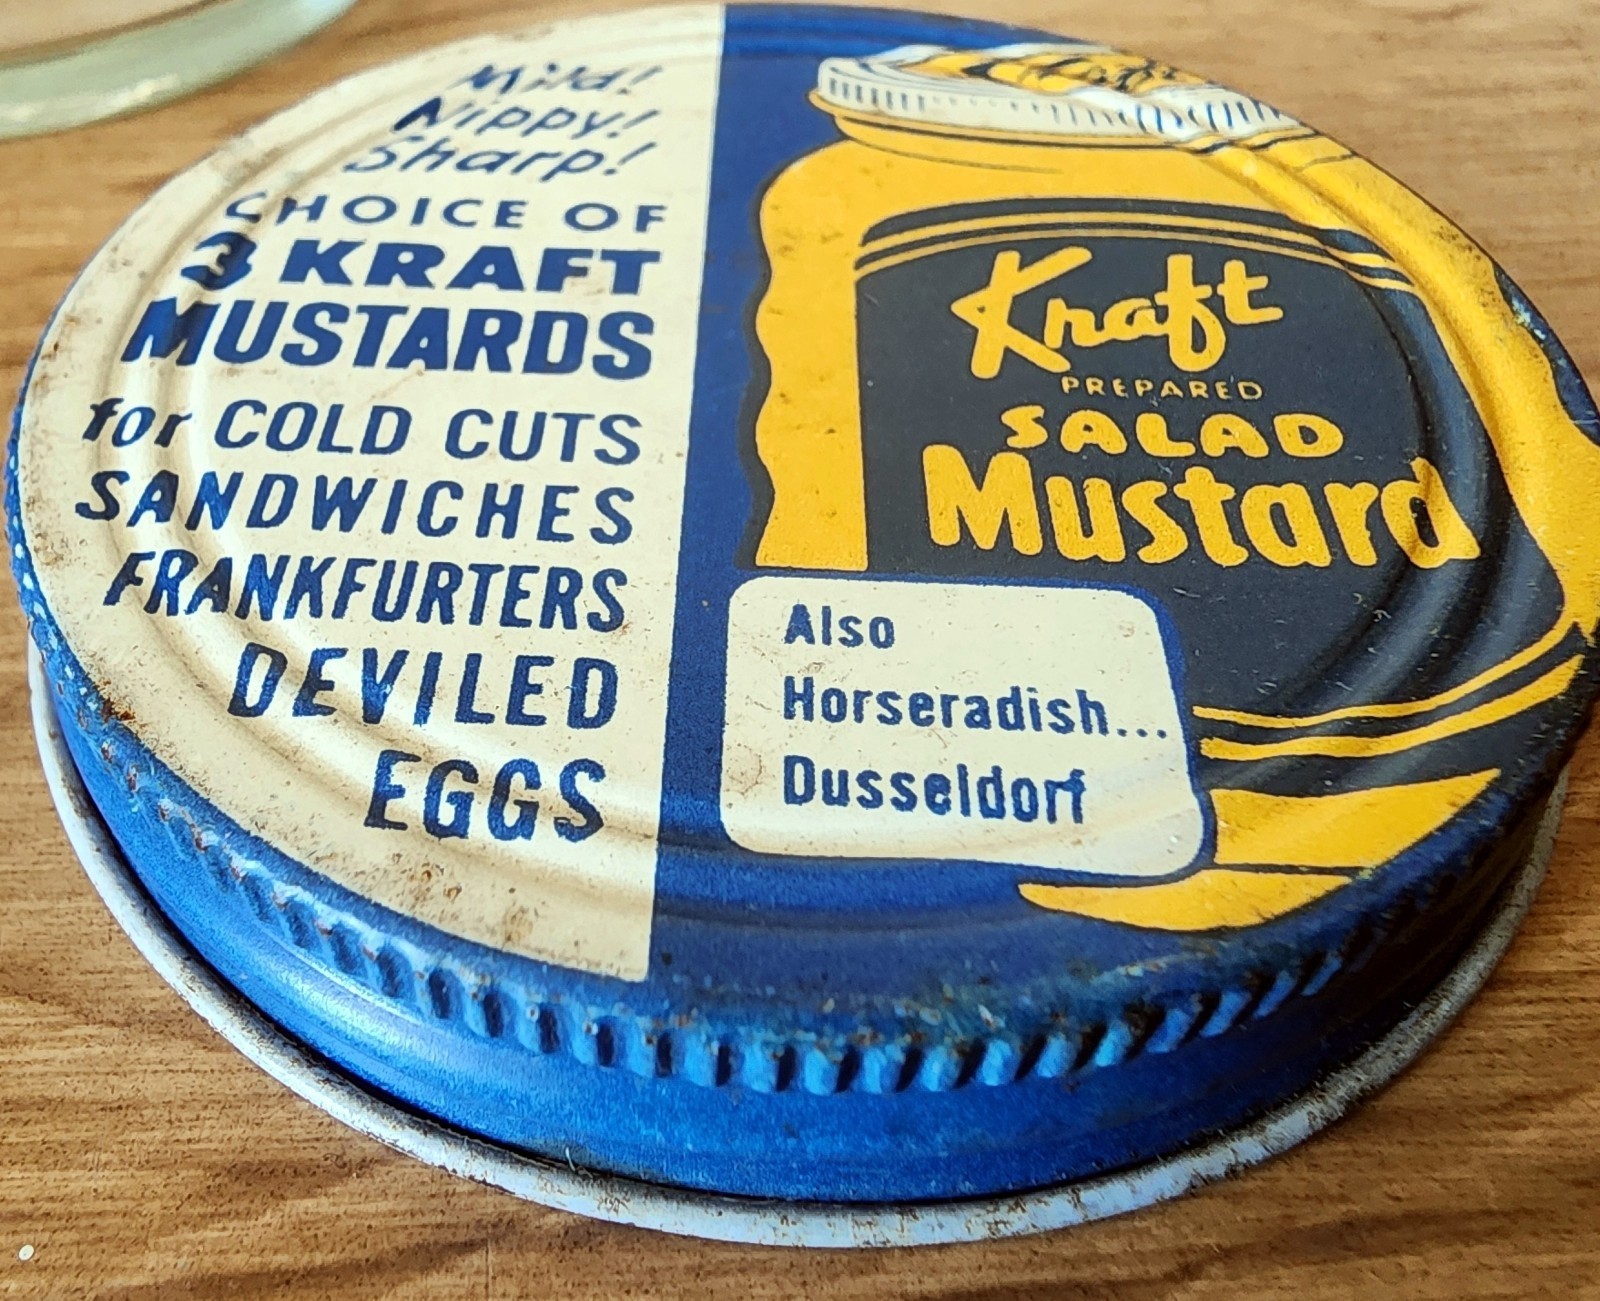 Mild!
Nippy!
Sharp!
CHOICE OF
3 KRAFT
MUSTARDS
for COLD CUTS
SANDWICHES
FRANKFURTERS
DEVILED
EGGS
Kraft
Kraft
PREPARED
SALAD
Mustard
Also
Horseradish...
Dusseldorf